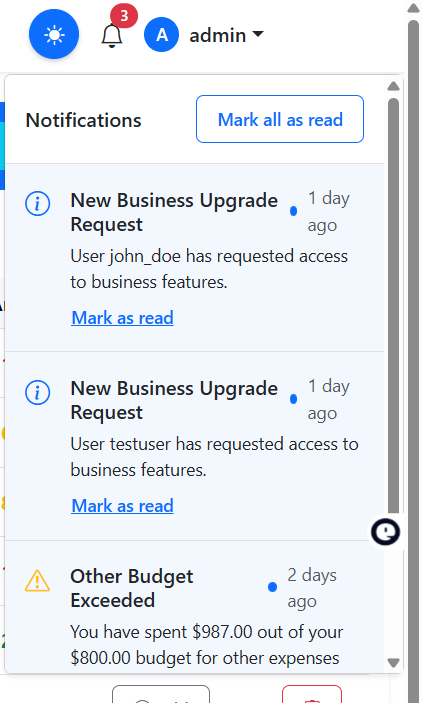 3
A admin
Notifications
Mark all as read
New Business Upgrade
Request
1 day
ago
User john_doe has requested access
to business features.
Mark as read
New Business Upgrade
Request
1 day
ago
User testuser has requested access to
business features.
Mark as read
Other Budget
Exceeded
2 days
ago
You have spent $987.00 out of your
$800.00 budget for other expenses